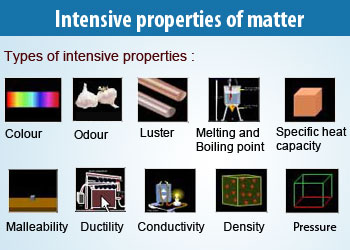 Intensive properties of matter
Types of intensive properties :
Colour
Odour
Luster
Melting and
Boiling point
Specific heat
capacity
Malleability
Ductility
Conductivity
Density
Pressure